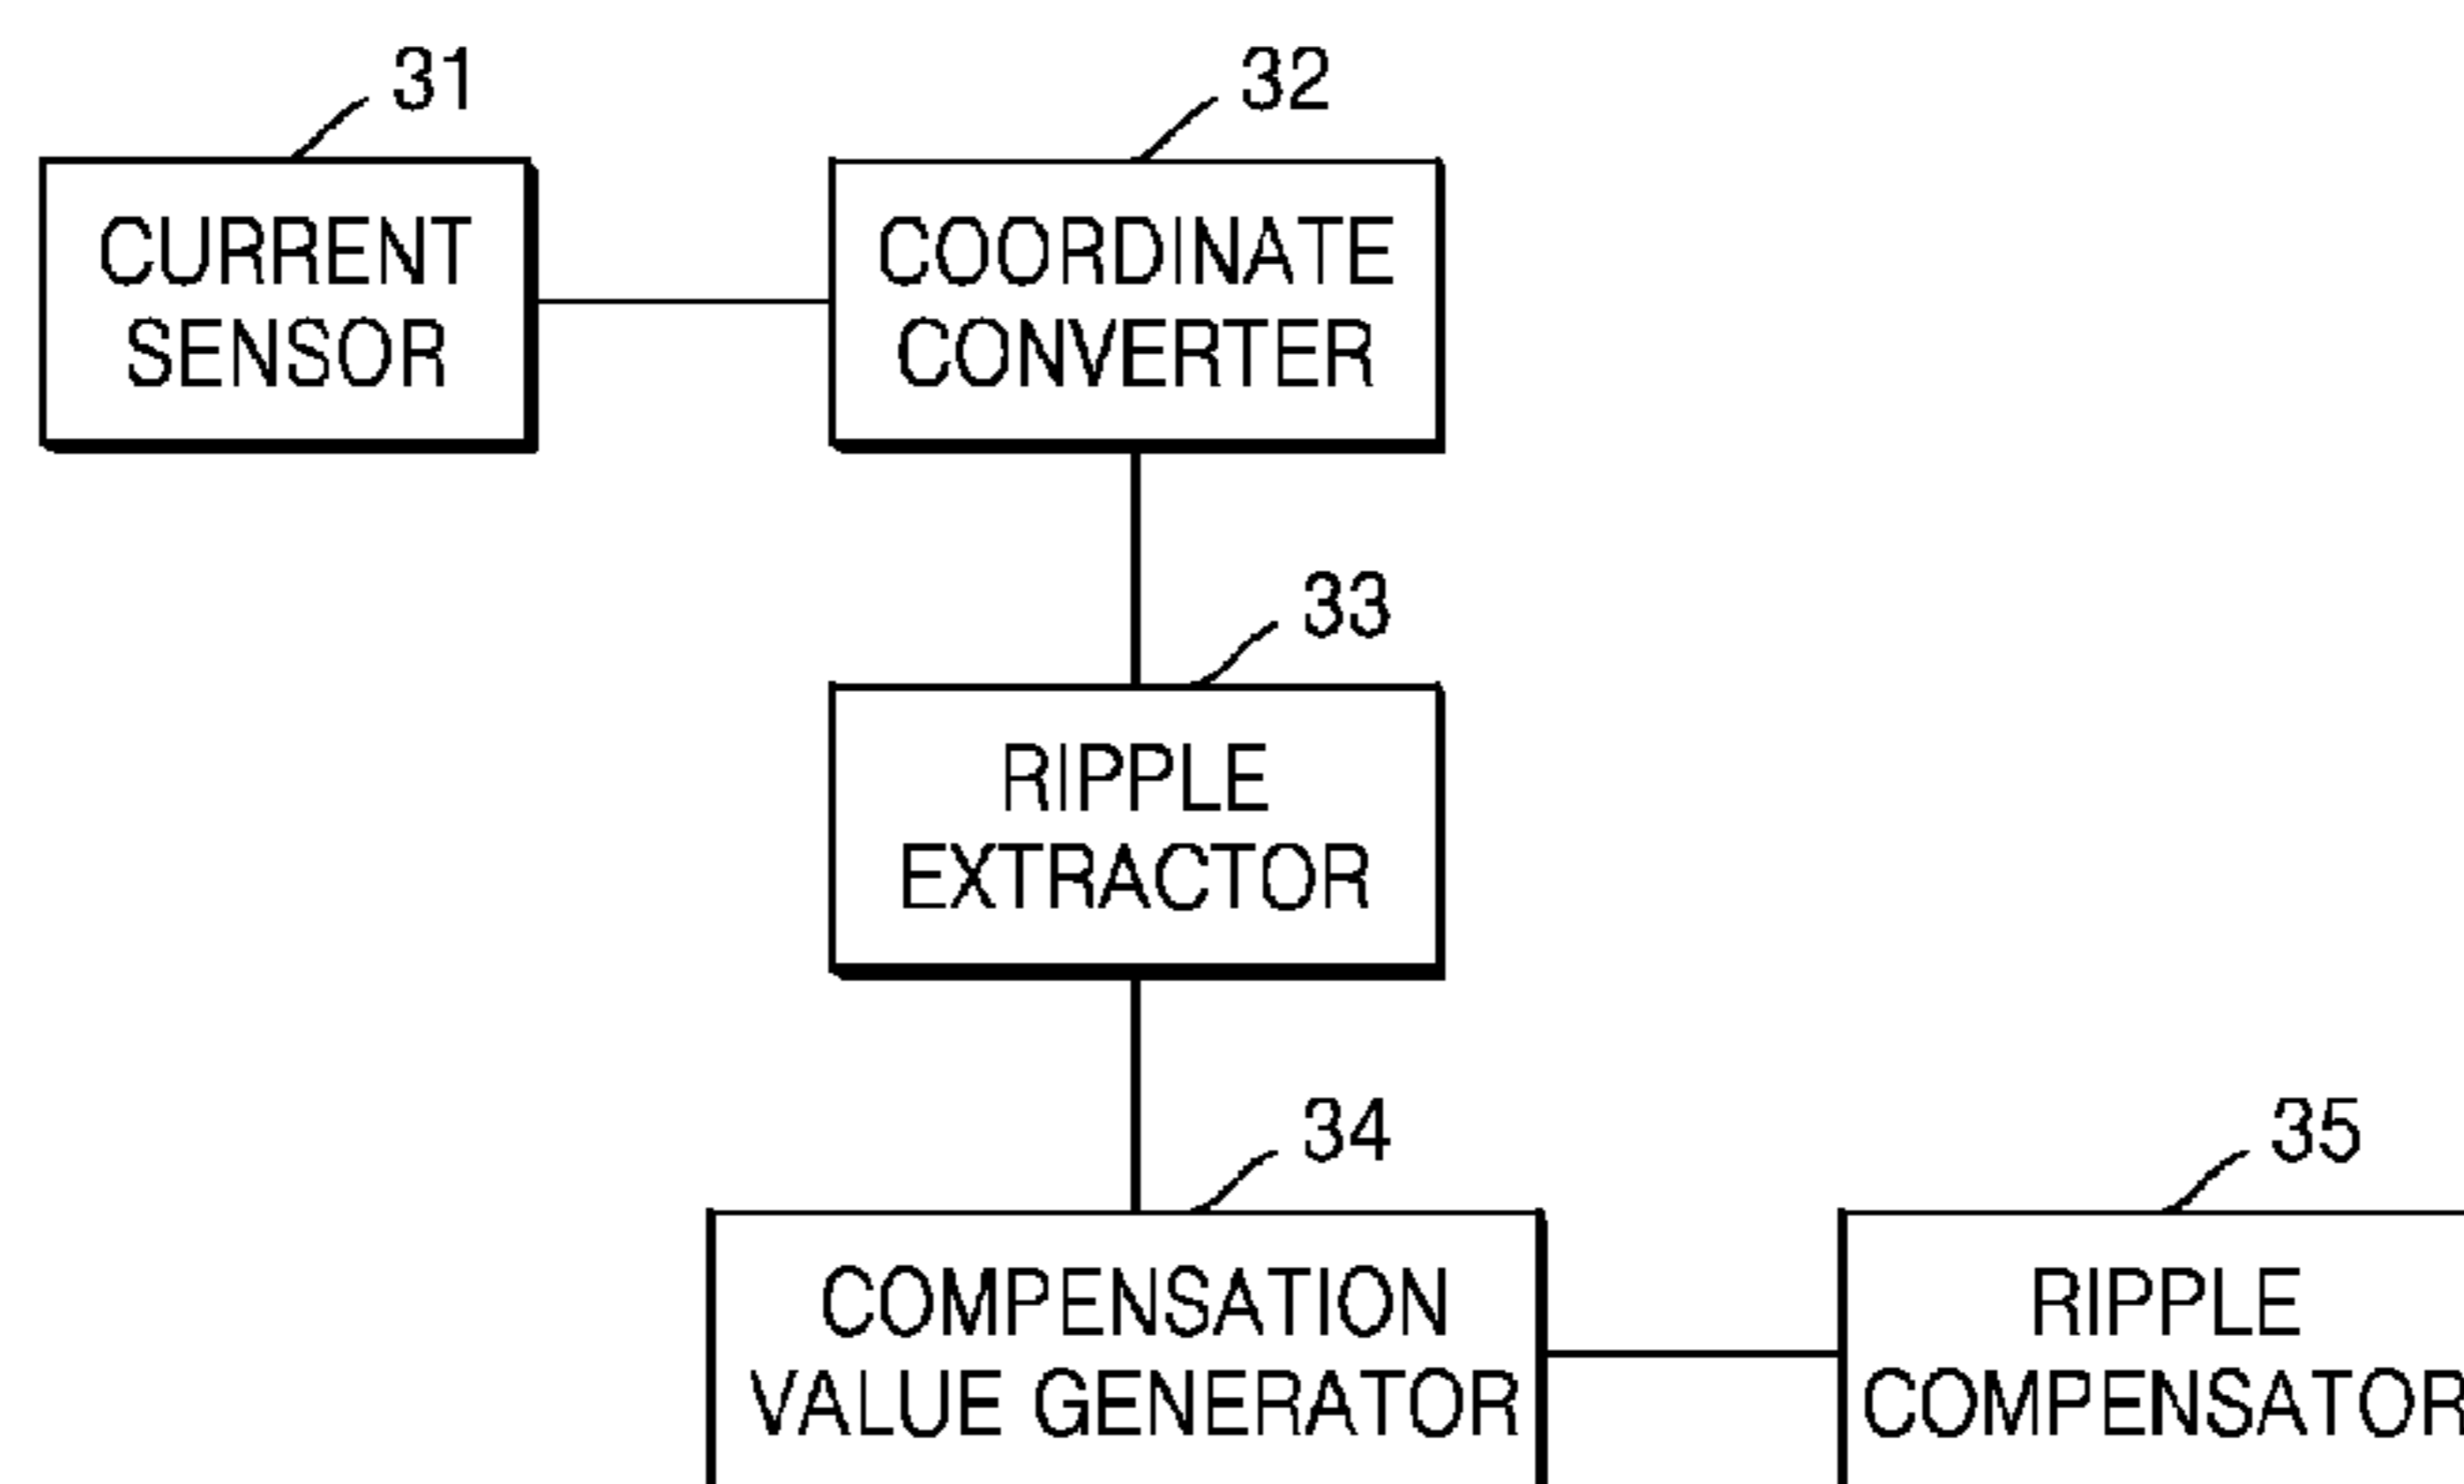 31
CURRENT
SENSOR
32
COORDINATE
CONVERTER
33
RIPPLE
EXTRACTOR
34
COMPENSATION
VALUE GENERATOR
35
RIPPLE
COMPENSATOR